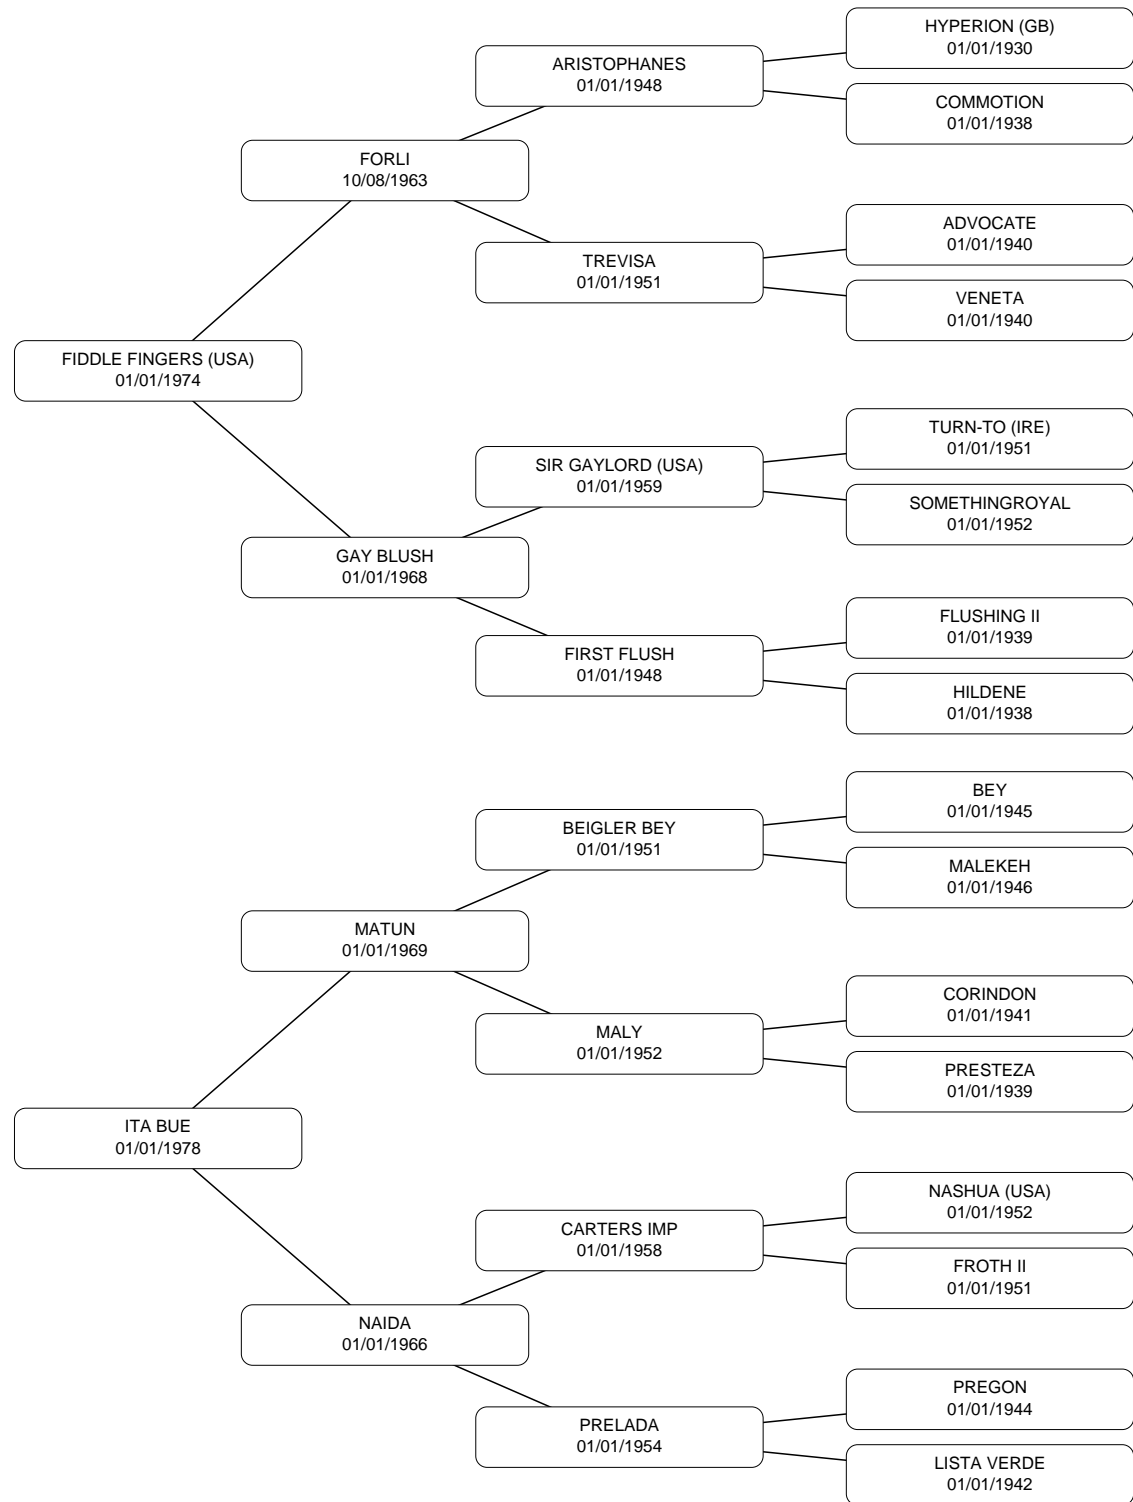 HYPERION (GB)
01/01/1930
ARISTOPHANES
01/01/1948
COMMOTION
01/01/1938
FORLI
10/08/1963
ADVOCATE
01/01/1940
TREVISA
01/01/1951
VENETA
01/01/1940
FIDDLE FINGERS (USA)
01/01/1974
TURN-TO (IRE)
01/01/1951
SIR GAYLORD (USA)
01/01/1959
SOMETHINGROYAL
01/01/1952
GAY BLUSH
01/01/1968
FLUSHING II
01/01/1939
FIRST FLUSH
01/01/1948
HILDENE
01/01/1938
BEY
01/01/1945
BEIGLER BEY
01/01/1951
MALEKEH
01/01/1946
MATUN
01/01/1969
CORINDON
01/01/1941
MALY
01/01/1952
PRESTEZA
01/01/1939
ITA BUE
01/01/1978
NASHUA (USA)
01/01/1952
CARTERS IMP
01/01/1958
FROTH II
01/01/1951
NAIDA
01/01/1966
PREGON
01/01/1944
PRELADA
01/01/1954
LISTA VERDE
01/01/1942